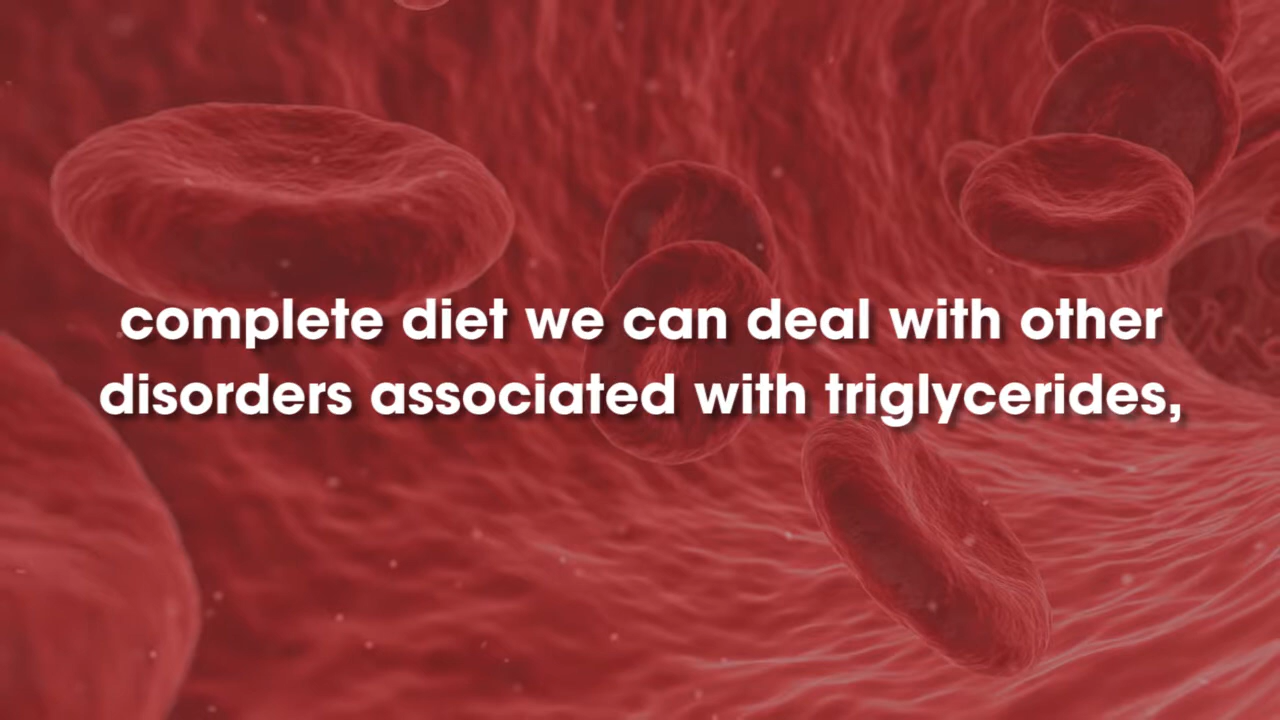 complete diet we can deal with other
disorders associated with triglycerides,